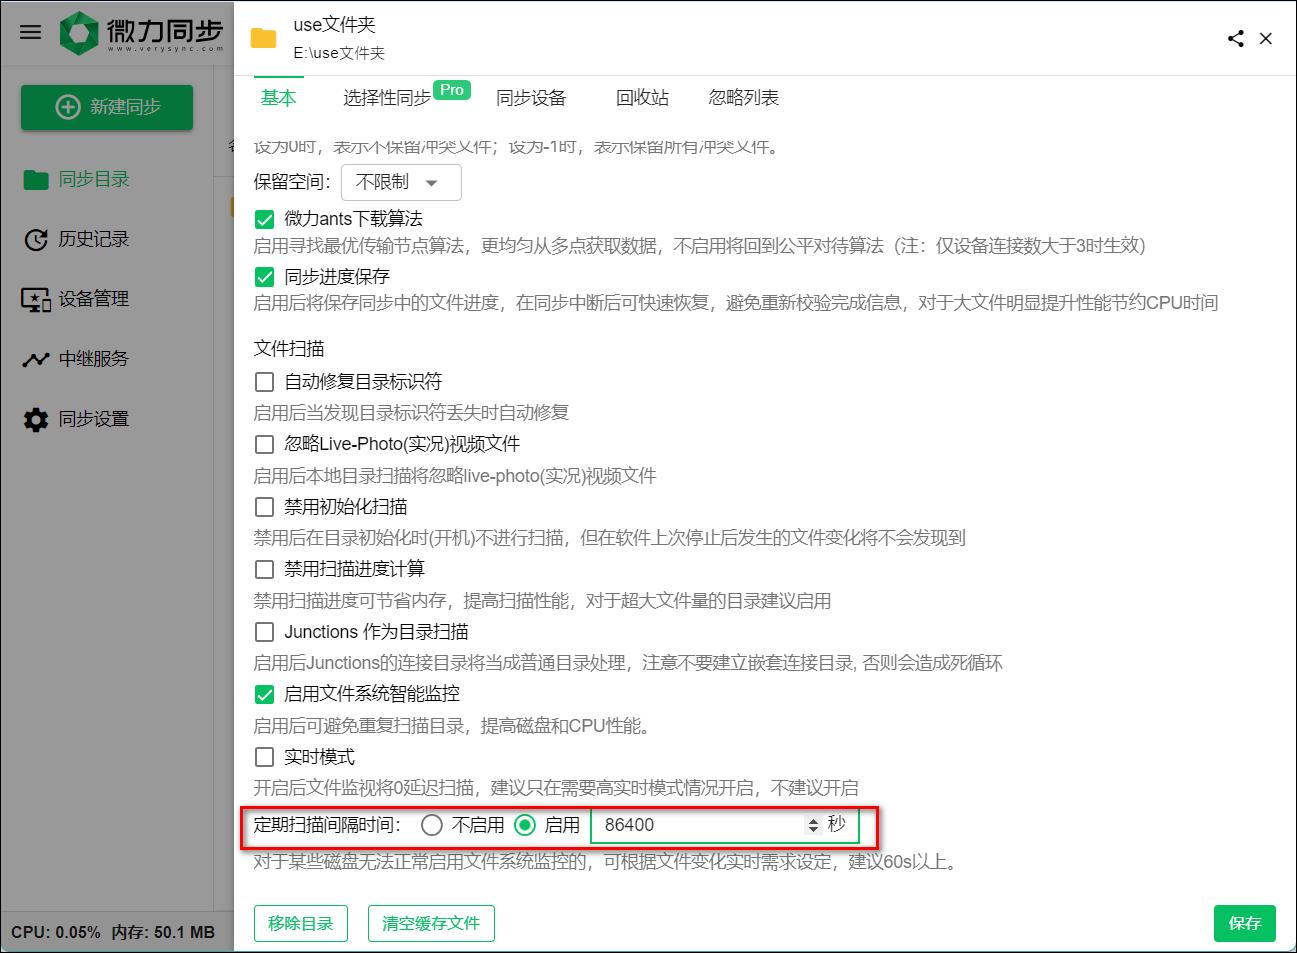 微力同步
www.verysync.com
新建同步
同步目录
历史记录
设备管理
中继服务
同步设置
CPU: 0.05% 内存: 50.1 MB
use文件夹
E:\use文件夹
基本
选择性同步 Pro
同步设备
回收站
忽略列表
设为0时，表示不保留冲突文件；设为-1时，表示保留所有冲突文件。
保留空间： 不限制
微力ants下载算法
启用寻找最优传输节点算法，更均匀从多点获取数据，不启用将回到公平对待算法（注：仅设备连接数大于3时生效）
同步进度保存
启用后将保存同步中的文件进度，在同步中断后可快速恢复，避免重新校验完成信息，对于大文件明显提升性能节约CPU时间
文件扫描
自动修复目录标识符
启用后当发现目录标识符丢失时自动修复
忽略Live-Photo(实况)视频文件
启用后本地目录扫描将忽略live-photo(实况)视频文件
禁用初始化扫描
禁用后在目录初始化时(开机)不进行扫描，但在软件上次停止后发生的文件变化将不会发现到
禁用扫描进度计算
禁用扫描进度可节省内存，提高扫描性能，对于超大文件量的目录建议启用
Junctions 作为目录扫描
启用后Junctions的连接目录将当成普通目录处理，注意不要建立嵌套连接目录, 否则会造成死循环
启用文件系统智能监控
启用后可避免重复扫描目录，提高磁盘和CPU性能。
实时模式
开启后文件监视将0延迟扫描，建议只在需要高实时模式情况开启，不建议开启
定期扫描间隔时间： 不启用 启用 86400 秒
对于某些磁盘无法正常启用文件系统监控的，可根据文件变化实时需求设定，建议60s以上。
移除目录
清空缓存文件
保存